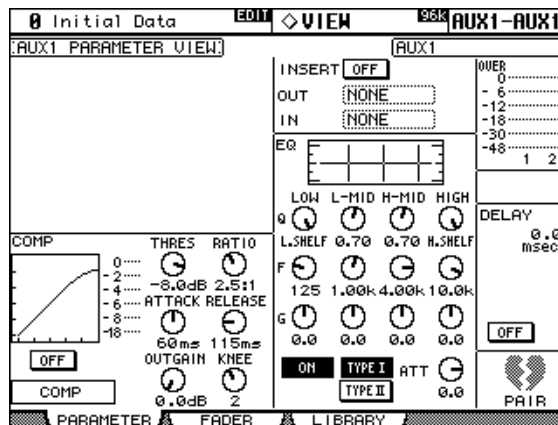 0 Initial Data EDIT ◇VIEW 96k AUX1-AUX1
AUX1 PARAMETER VIEW
AUX1
INSERT OFF
OUT NONE
IN NONE
OVER
0
- 6
-12
-18
-30
-48
1 2
EQ
LOW L-MID H-MID HIGH
Q
L.SHELF 0.70 0.70 H.SHELF
F
125 1.00k 4.00k 10.0k
G
0.0 0.0 0.0 0.0
ON TYPE I ATT
TYPE II 0.0
DELAY
0.0
msec
OFF
PAIR
COMP THRES RATIO
0
- 2
- 4
- 6
- 8
-18
-8.0dB 2.5:1
ATTACK RELEASE
60ms 115ms
OFF OUTGAIN KNEE
COMP 0.0dB 2
PARAMETER FADER LIBRARY